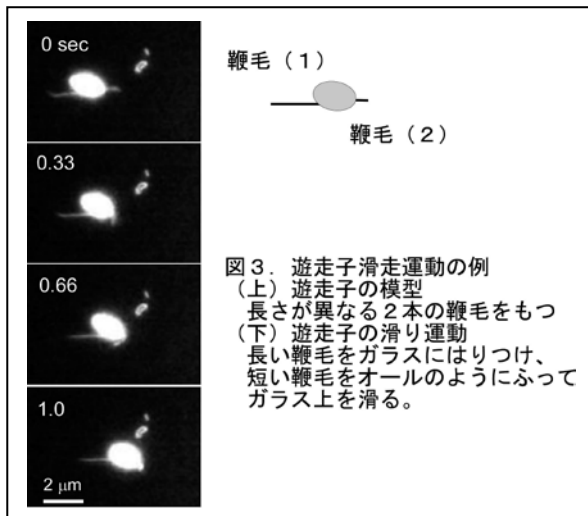 0 sec
0.33
0.66
1.0
2 μm
鞭毛（１）
鞭毛（２）
図３．遊走子滑走運動の例
（上）遊走子の模型
長さが異なる２本の鞭毛をもつ
（下）遊走子の滑り運動
長い鞭毛をガラスにはりつけ、
短い鞭毛をオールのようにふって
ガラス上を滑る。